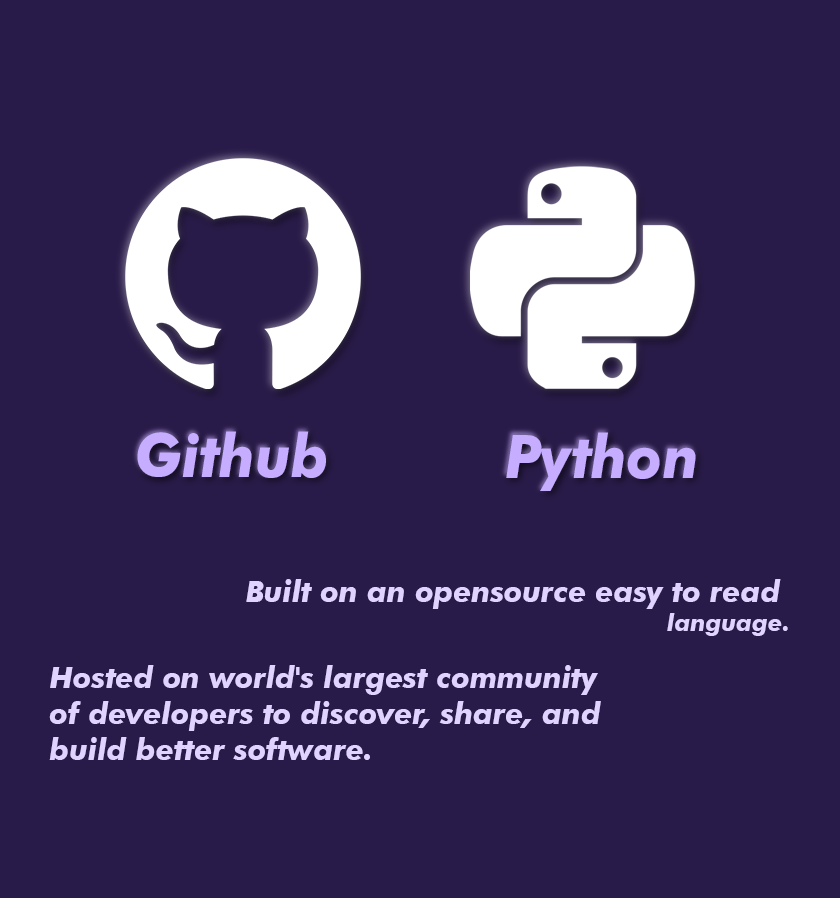 Github
Python
Built on an opensource easy to read
language.
Hosted on world's largest community
of developers to discover, share, and
build better software.